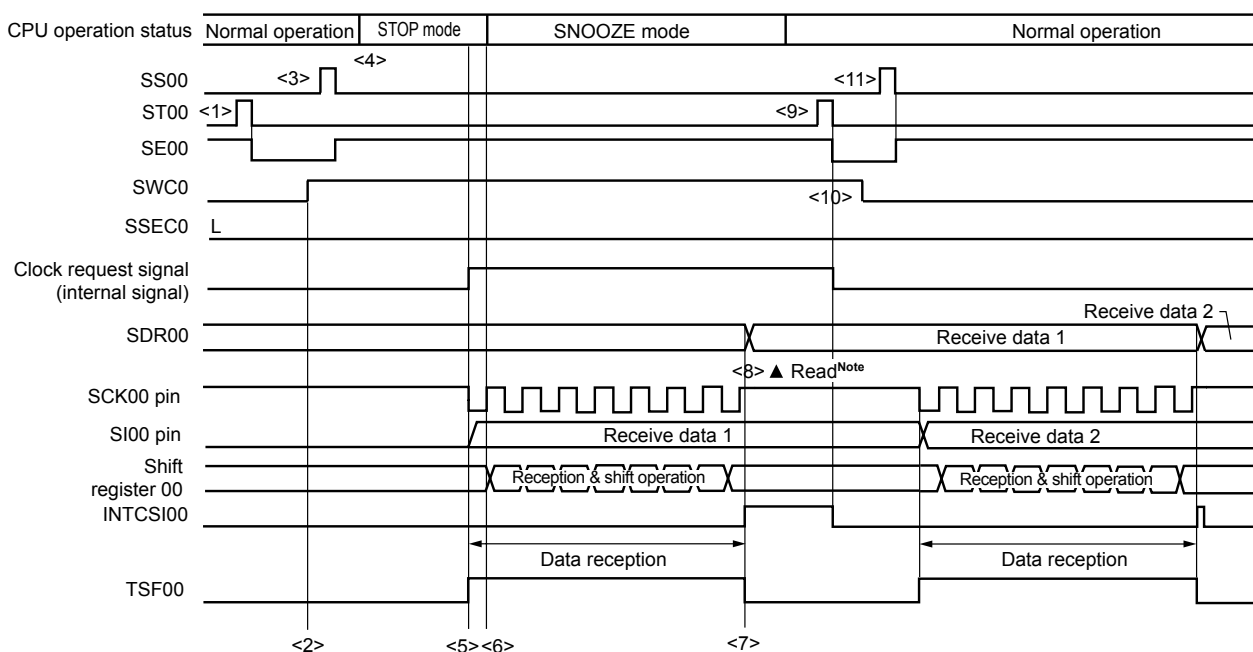 CPU operation status Normal operation STOP mode SNOOZE mode Normal operation
<4>
SS00 <3> <11>
ST00 <1> <9>
SE00
SWC0
<10>
SSEC0 L
Clock request signal
(internal signal)
Receive data 2
SDR00 Receive data 1
<8> ▲ ReadNote
SCK00 pin
SI00 pin Receive data 1 Receive data 2
Shift
register 00 Reception & shift operation Reception & shift operation
INTCSI00
Data reception Data reception
TSF00
<2> <5> <6> <7>